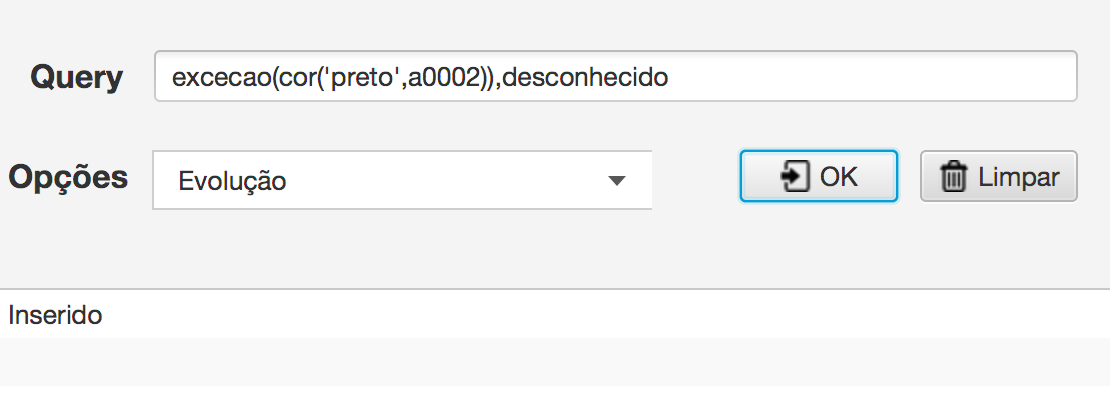 Query excecao(cor('preto',a0002)),desconhecido
Opções Evolução OK Limpar
Inserido